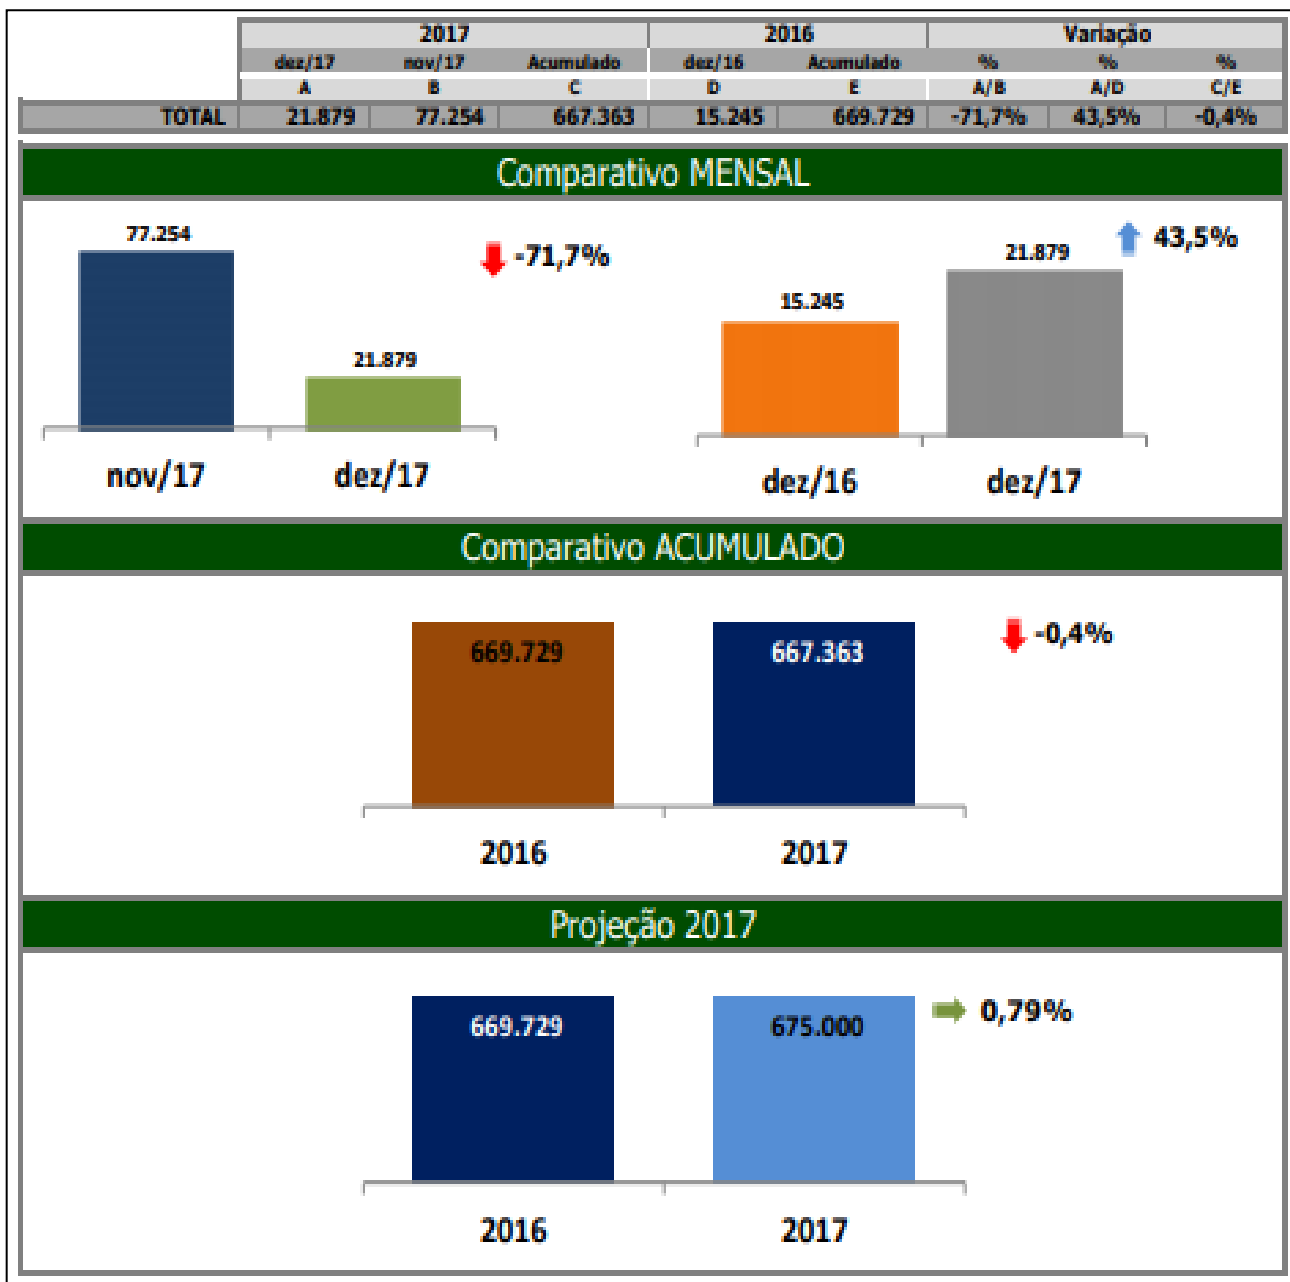 2017 2016 Variação
dez/17 nov/17 Acumulado dez/16 Acumulado % % %
A B C D E A/B A/D C/E
TOTAL 21.879 77.254 667.363 15.245 669.729 -71,7% 43,5% -0,4%
Comparativo MENSAL
77.254 -71,7% 21.879 43,5%
21.879 15.245
nov/17 dez/17 dez/16 dez/17
Comparativo ACUMULADO
669.729 667.363 -0,4%
2016 2017
Projeção 2017
669.729 675.000 0,79%
2016 2017